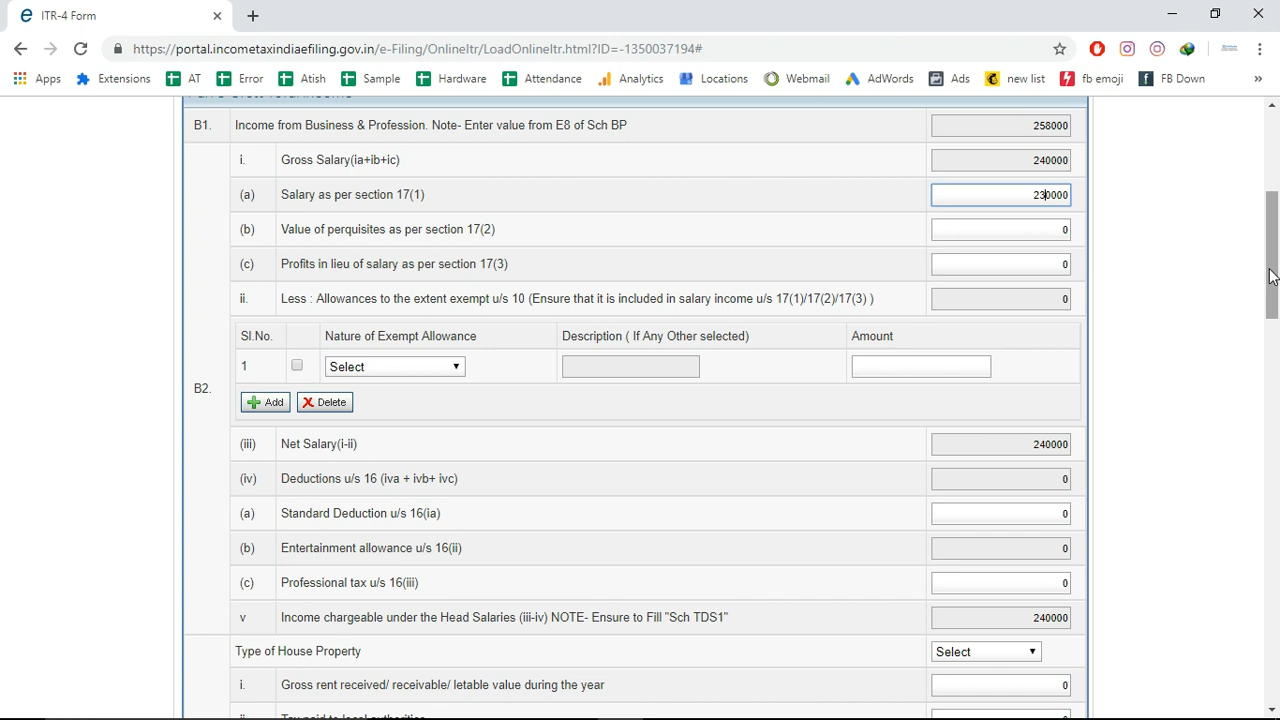 ITR-4 Form
https://portal.incometaxindiaefiling.gov.in/e-Filing/OnlineItr/LoadOnlineItr.html?ID=-1350037194#
Apps Extensions AT Error Atish Sample Hardware Attendance Analytics Locations Webmail AdWords Ads new list fb emoji FB Down »
B1. Income from Business & Profession. Note- Enter value from E8 of Sch BP 258000
i. Gross Salary(ia+ib+ic) 240000
(a) Salary as per section 17(1) 230000
(b) Value of perquisites as per section 17(2) 0
(c) Profits in lieu of salary as per section 17(3) 0
ii. Less : Allowances to the extent exempt u/s 10 (Ensure that it is included in salary income u/s 17(1)/17(2)/17(3) ) 0
Sl.No. Nature of Exempt Allowance Description ( If Any Other selected) Amount
1 Select
B2.
Add Delete
(iii) Net Salary(i-ii) 240000
(iv) Deductions u/s 16 (iva + ivb+ ivc) 0
(a) Standard Deduction u/s 16(ia) 0
(b) Entertainment allowance u/s 16(ii) 0
(c) Professional tax u/s 16(iii) 0
v Income chargeable under the Head Salaries (iii-iv) NOTE- Ensure to Fill "Sch TDS1" 240000
Type of House Property Select
i. Gross rent received/ receivable/ letable value during the year 0